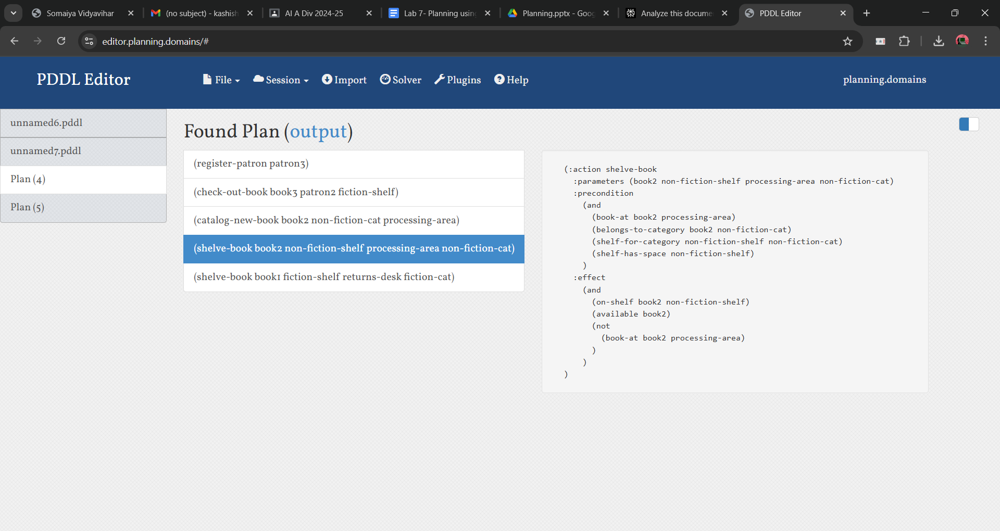 Somaiya Vidyavihar
(no subject) - kashish
AI A Div 2024-25
Lab 7- Planning using
Planning.pptx - Goog
Analyze this docume
PDDL Editor
editor.planning.domains/#
PDDL Editor
File
Session
Import
Solver
Plugins
Help
planning.domains
unnamed6.pddl
unnamed7.pddl
Plan (4)
Plan (5)
Found Plan (output)
(register-patron patron3)
(check-out-book book3 patron2 fiction-shelf)
(catalog-new-book book2 non-fiction-cat processing-area)
(shelve-book book2 non-fiction-shelf processing-area non-fiction-cat)
(shelve-book book1 fiction-shelf returns-desk fiction-cat)
(:action shelve-book
:parameters (book2 non-fiction-shelf processing-area non-fiction-cat)
:precondition
(and
(book-at book2 processing-area)
(belongs-to-category book2 non-fiction-cat)
(shelf-for-category non-fiction-shelf non-fiction-cat)
(shelf-has-space non-fiction-shelf)
)
:effect
(and
(on-shelf book2 non-fiction-shelf)
(available book2)
(not
(book-at book2 processing-area)
)
)
)